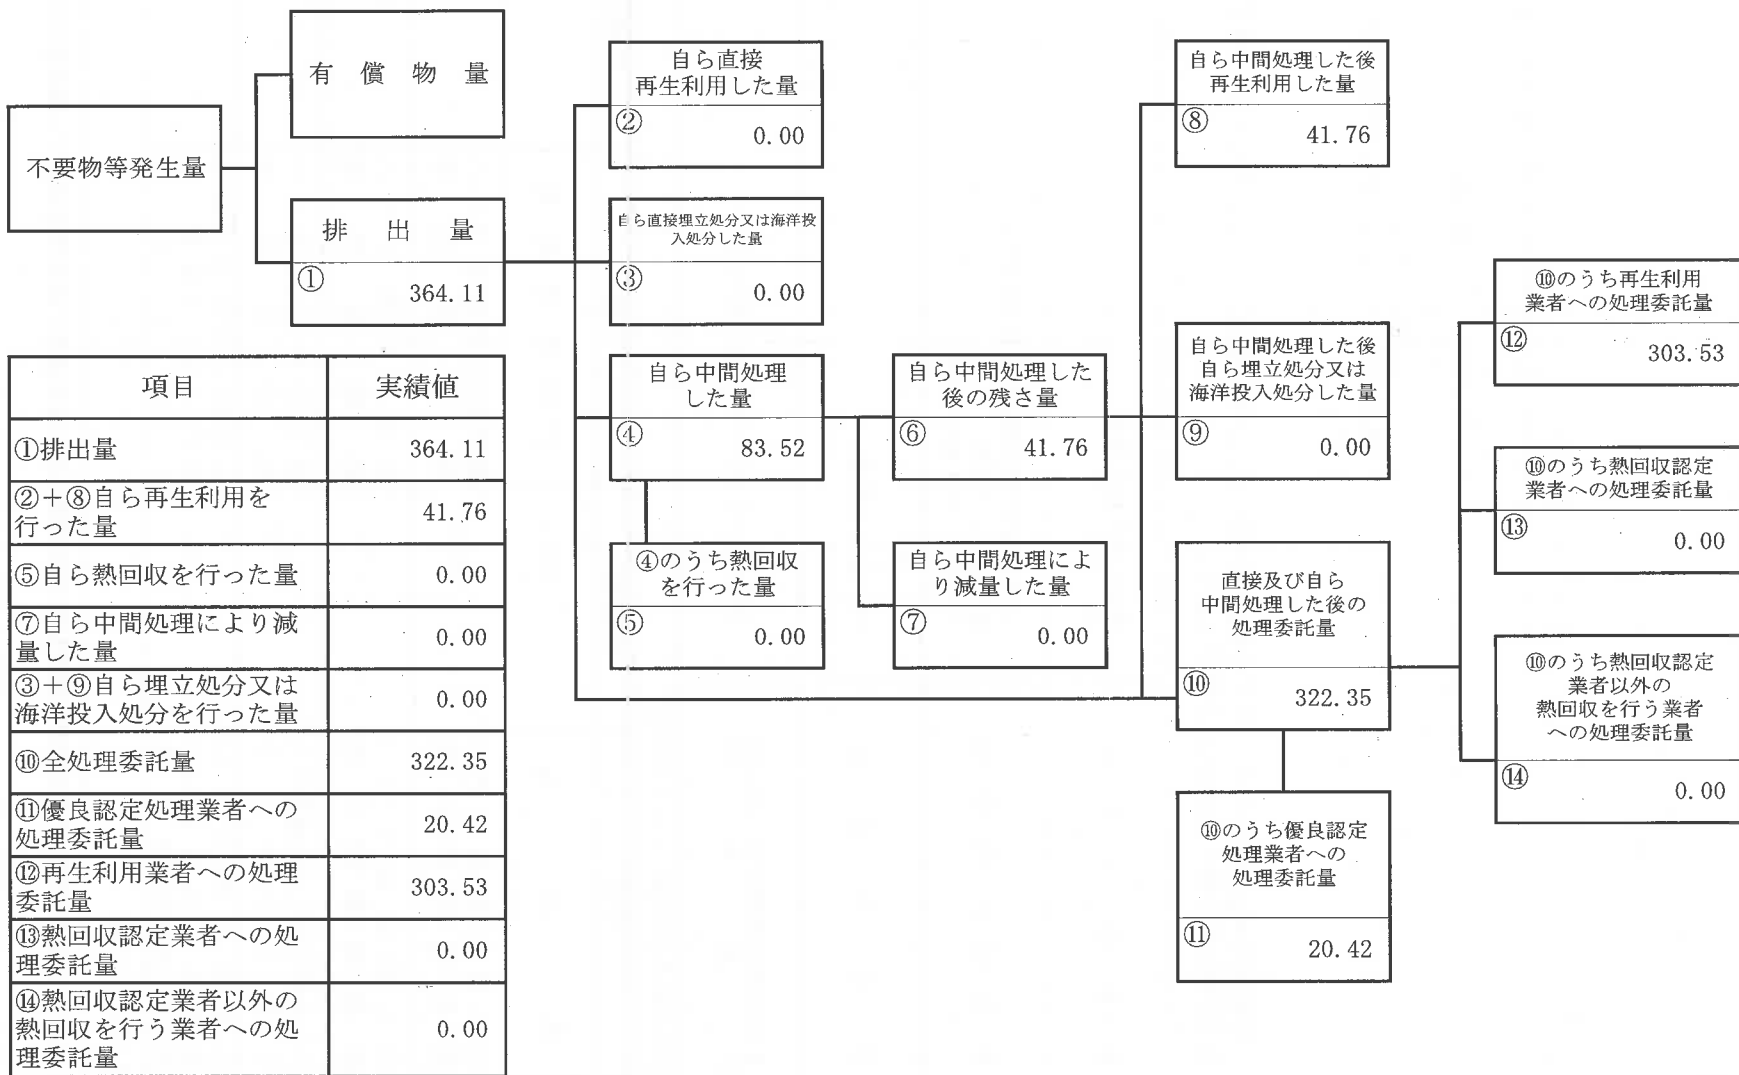 不要物等発生量
有償物量
排出量
①
364.11
自ら直接
再生利用した量
②
0.00
自ら直接埋立処分又は海洋投
入処分した量
③
0.00
自ら中間処理
した量
④
83.52
④のうち熱回収
を行った量
⑤
0.00
自ら中間処理した
後の残さ量
⑥
41.76
自ら中間処理によ
り減量した量
⑦
0.00
自ら中間処理した後
再生利用した量
⑧
41.76
自ら中間処理した後
自ら埋立処分又は
海洋投入処分した量
⑨
0.00
直接及び自ら
中間処理した後の
処理委託量
⑩
322.35
⑩のうち優良認定
処理業者への
処理委託量
⑪
20.42
⑩のうち再生利用
業者への処理委託量
⑫
303.53
⑩のうち熱回収認定
業者への処理委託量
⑬
0.00
⑩のうち熱回収認定
業者以外の
熱回収を行う業者
への処理委託量
⑭
0.00
項目 実績値
①排出量 364.11
②+⑧自ら再生利用を
行った量 41.76
⑤自ら熱回収を行った量 0.00
⑦自ら中間処理により減
量した量 0.00
③+⑨自ら埋立処分又は
海洋投入処分を行った量 0.00
⑩全処理委託量 322.35
⑪優良認定処理業者への
処理委託量 20.42
⑫再生利用業者への処理
委託量 303.53
⑬熱回収認定業者への処
理委託量 0.00
⑭熱回収認定業者以外の
熱回収を行う業者への処
理委託量 0.00